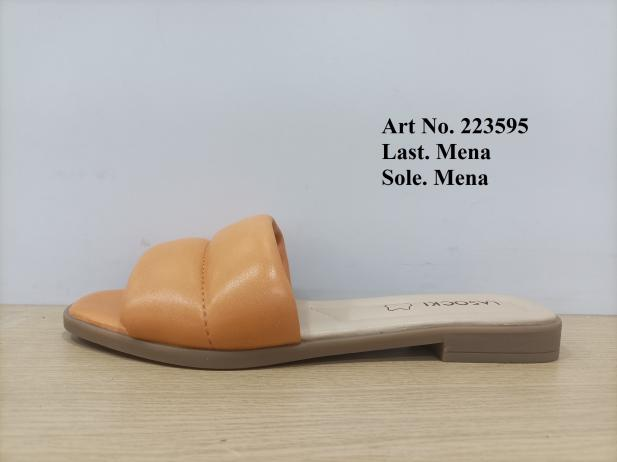 Art No. 223595
Last. Mena
Sole. Mena
LASOCKI